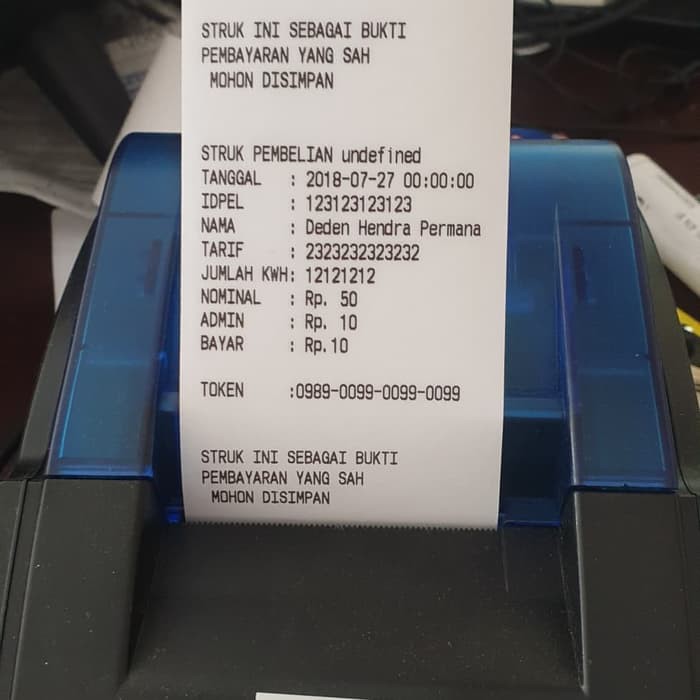 STRUK INI SEBAGAI BUKTI
PEMBAYARAN YANG SAH
MOHON DISIMPAN
STRUK PEMBELIAN undefined
TANGGAL : 2018-07-27 00:00:00
IDPEL : 123123123123
NAMA : Deden Hendra Permana
TARIF : 2323232323232
JUMLAH KWH: 12121212
NOMINAL : Rp. 50
ADMIN : Rp. 10
BAYAR : Rp.10
TOKEN :0989-0099-0099-0099
STRUK INI SEBAGAI BUKTI
PEMBAYARAN YANG SAH
MOHON DISIMPAN